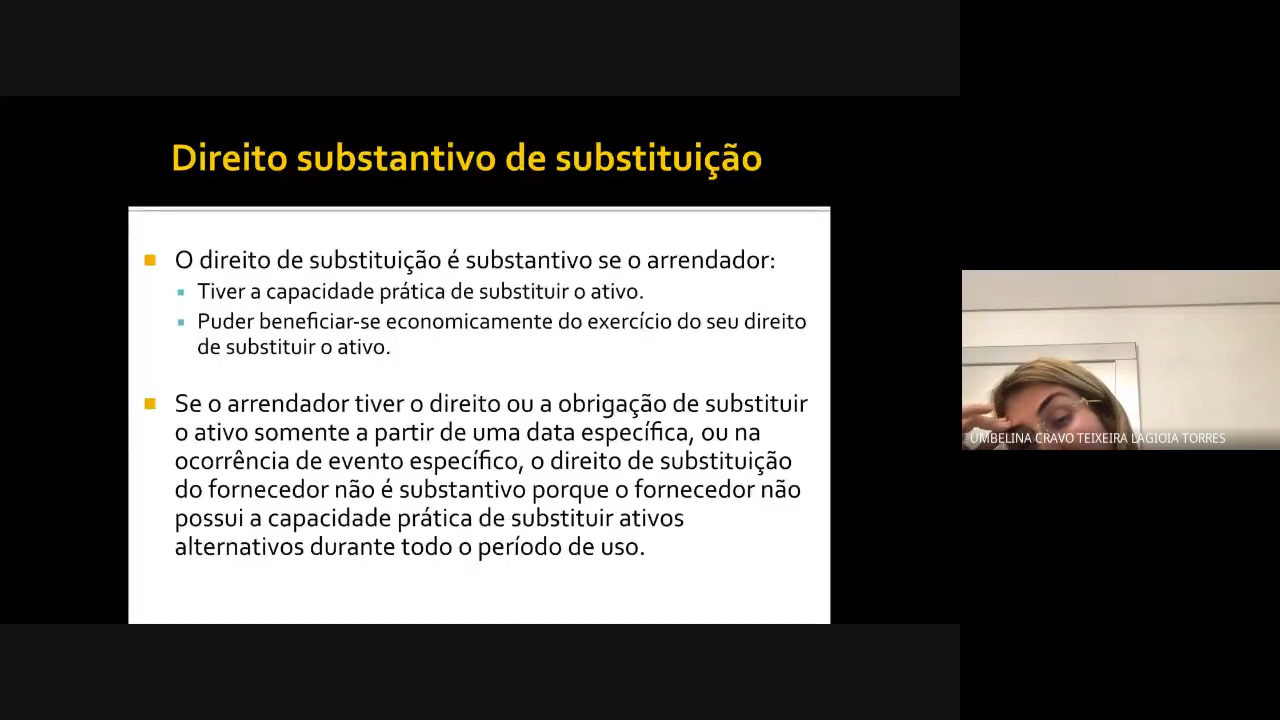 Direito substantivo de substituição
O direito de substituição é substantivo se o arrendador:
Tiver a capacidade prática de substituir o ativo.
Puder beneficiar-se economicamente do exercício do seu direito
de substituir o ativo.
Se o arrendador tiver o direito ou a obrigação de substituir
o ativo somente a partir de uma data específica, ou na
ocorrência de evento específico, o direito de substituição
do fornecedor não é substantivo porque o fornecedor não
possui a capacidade prática de substituir ativos
alternativos durante todo o período de uso.
UMBELINA CRAVO TEIXEIRA LAGIOIA TORRES